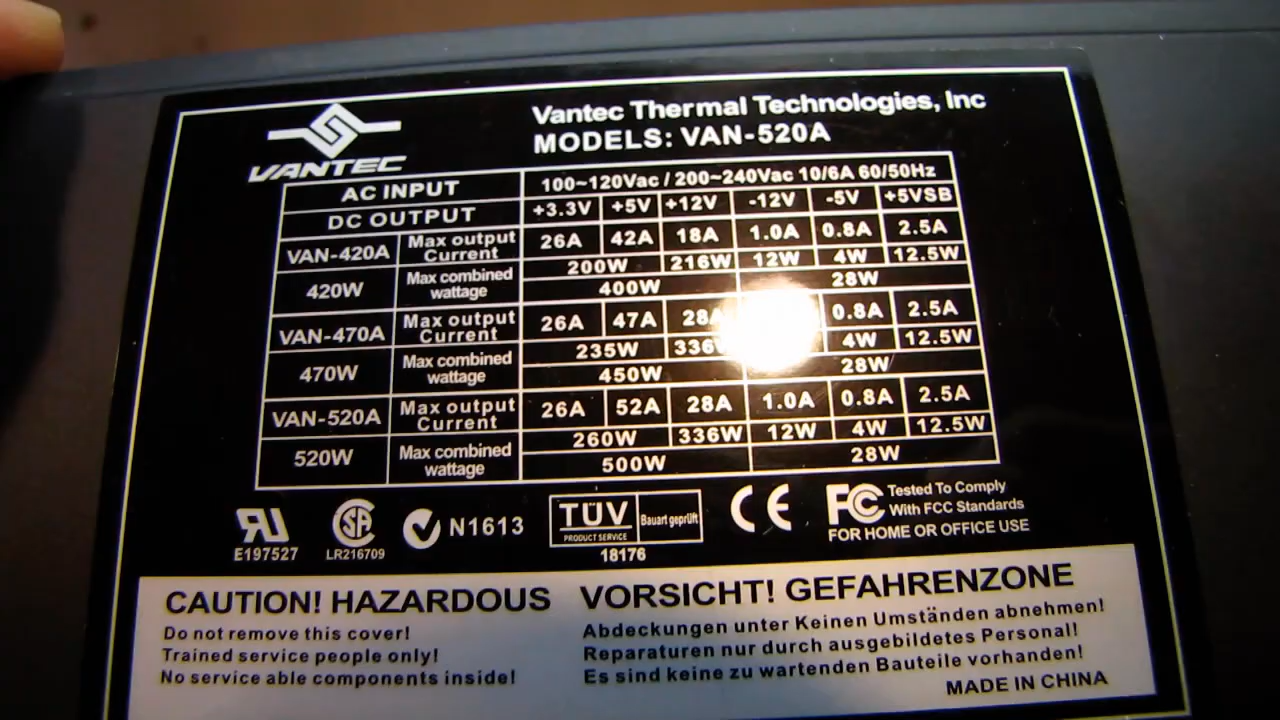 VANTEC
Vantec Thermal Technologies, Inc
MODELS: VAN-520A
AC INPUT 100~120Vac / 200~240Vac 10/6A 60/50Hz
DC OUTPUT +3.3V +5V +12V -12V -5V +5VSB
VAN-420A Max output Current 26A 42A 18A 1.0A 0.8A 2.5A
200W 216W 12W 4W 12.5W
420W Max combined wattage 400W 28W
VAN-470A Max output Current 26A 47A 28A 0.8A 2.5A
235W 336W 4W 12.5W
470W Max combined wattage 450W 28W
VAN-520A Max output Current 26A 52A 28A 1.0A 0.8A 2.5A
260W 336W 12W 4W 12.5W
520W Max combined wattage 500W 28W
E197527
SA
LR216709
N1613
TÜV
PRODUCT SERVICE
Bauart geprüft
18176
CE
FC
Tested To Comply
With FCC Standards
FOR HOME OR OFFICE USE
CAUTION! HAZARDOUS
Do not remove this cover!
Trained service people only!
No service able components inside!
VORSICHT! GEFAHRENZONE
Abdeckungen unter Keinen Umständen abnehmen!
Reparaturen nur durch ausgebildetes Personal!
Es sind keine zu wartenden Bauteile vorhanden!
MADE IN CHINA